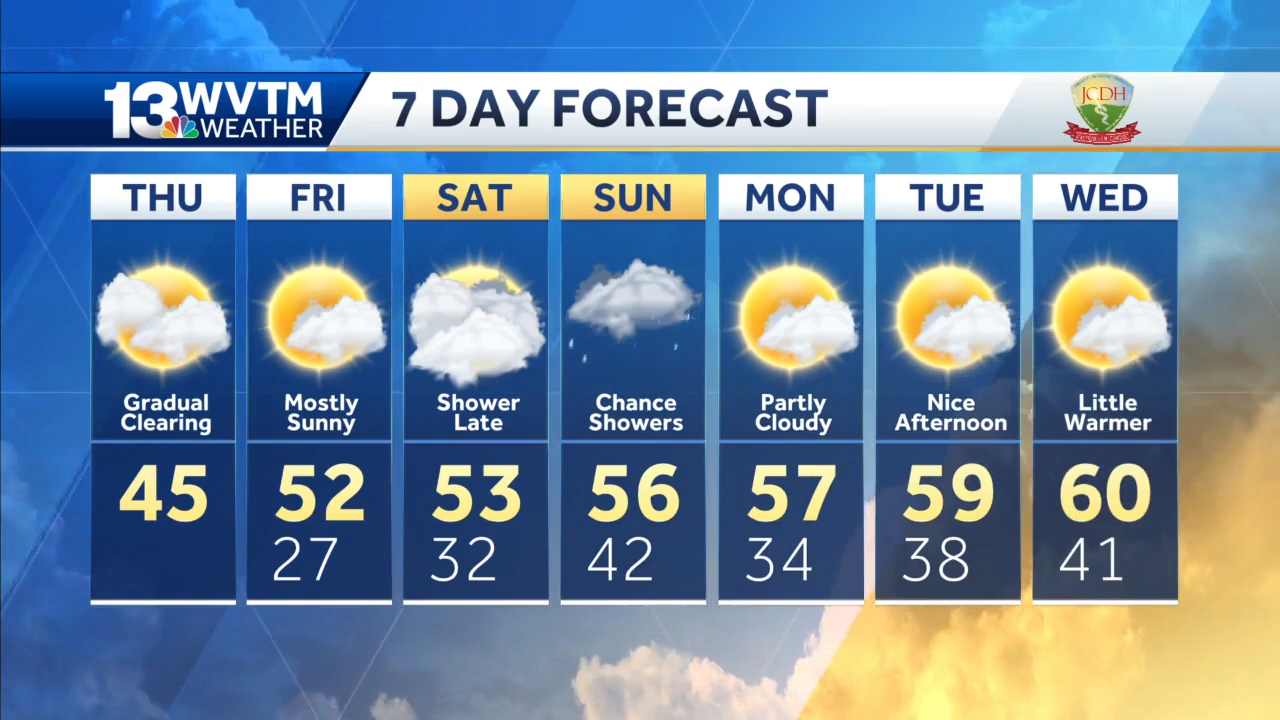 13 WVTM
WEATHER
7 DAY FORECAST
JCDH
THU
FRI
SAT
SUN
MON
TUE
WED
Gradual
Clearing
Mostly
Sunny
Shower
Late
Chance
Showers
Partly
Cloudy
Nice
Afternoon
Little
Warmer
45
52
53
56
57
59
60
27
32
42
34
38
41